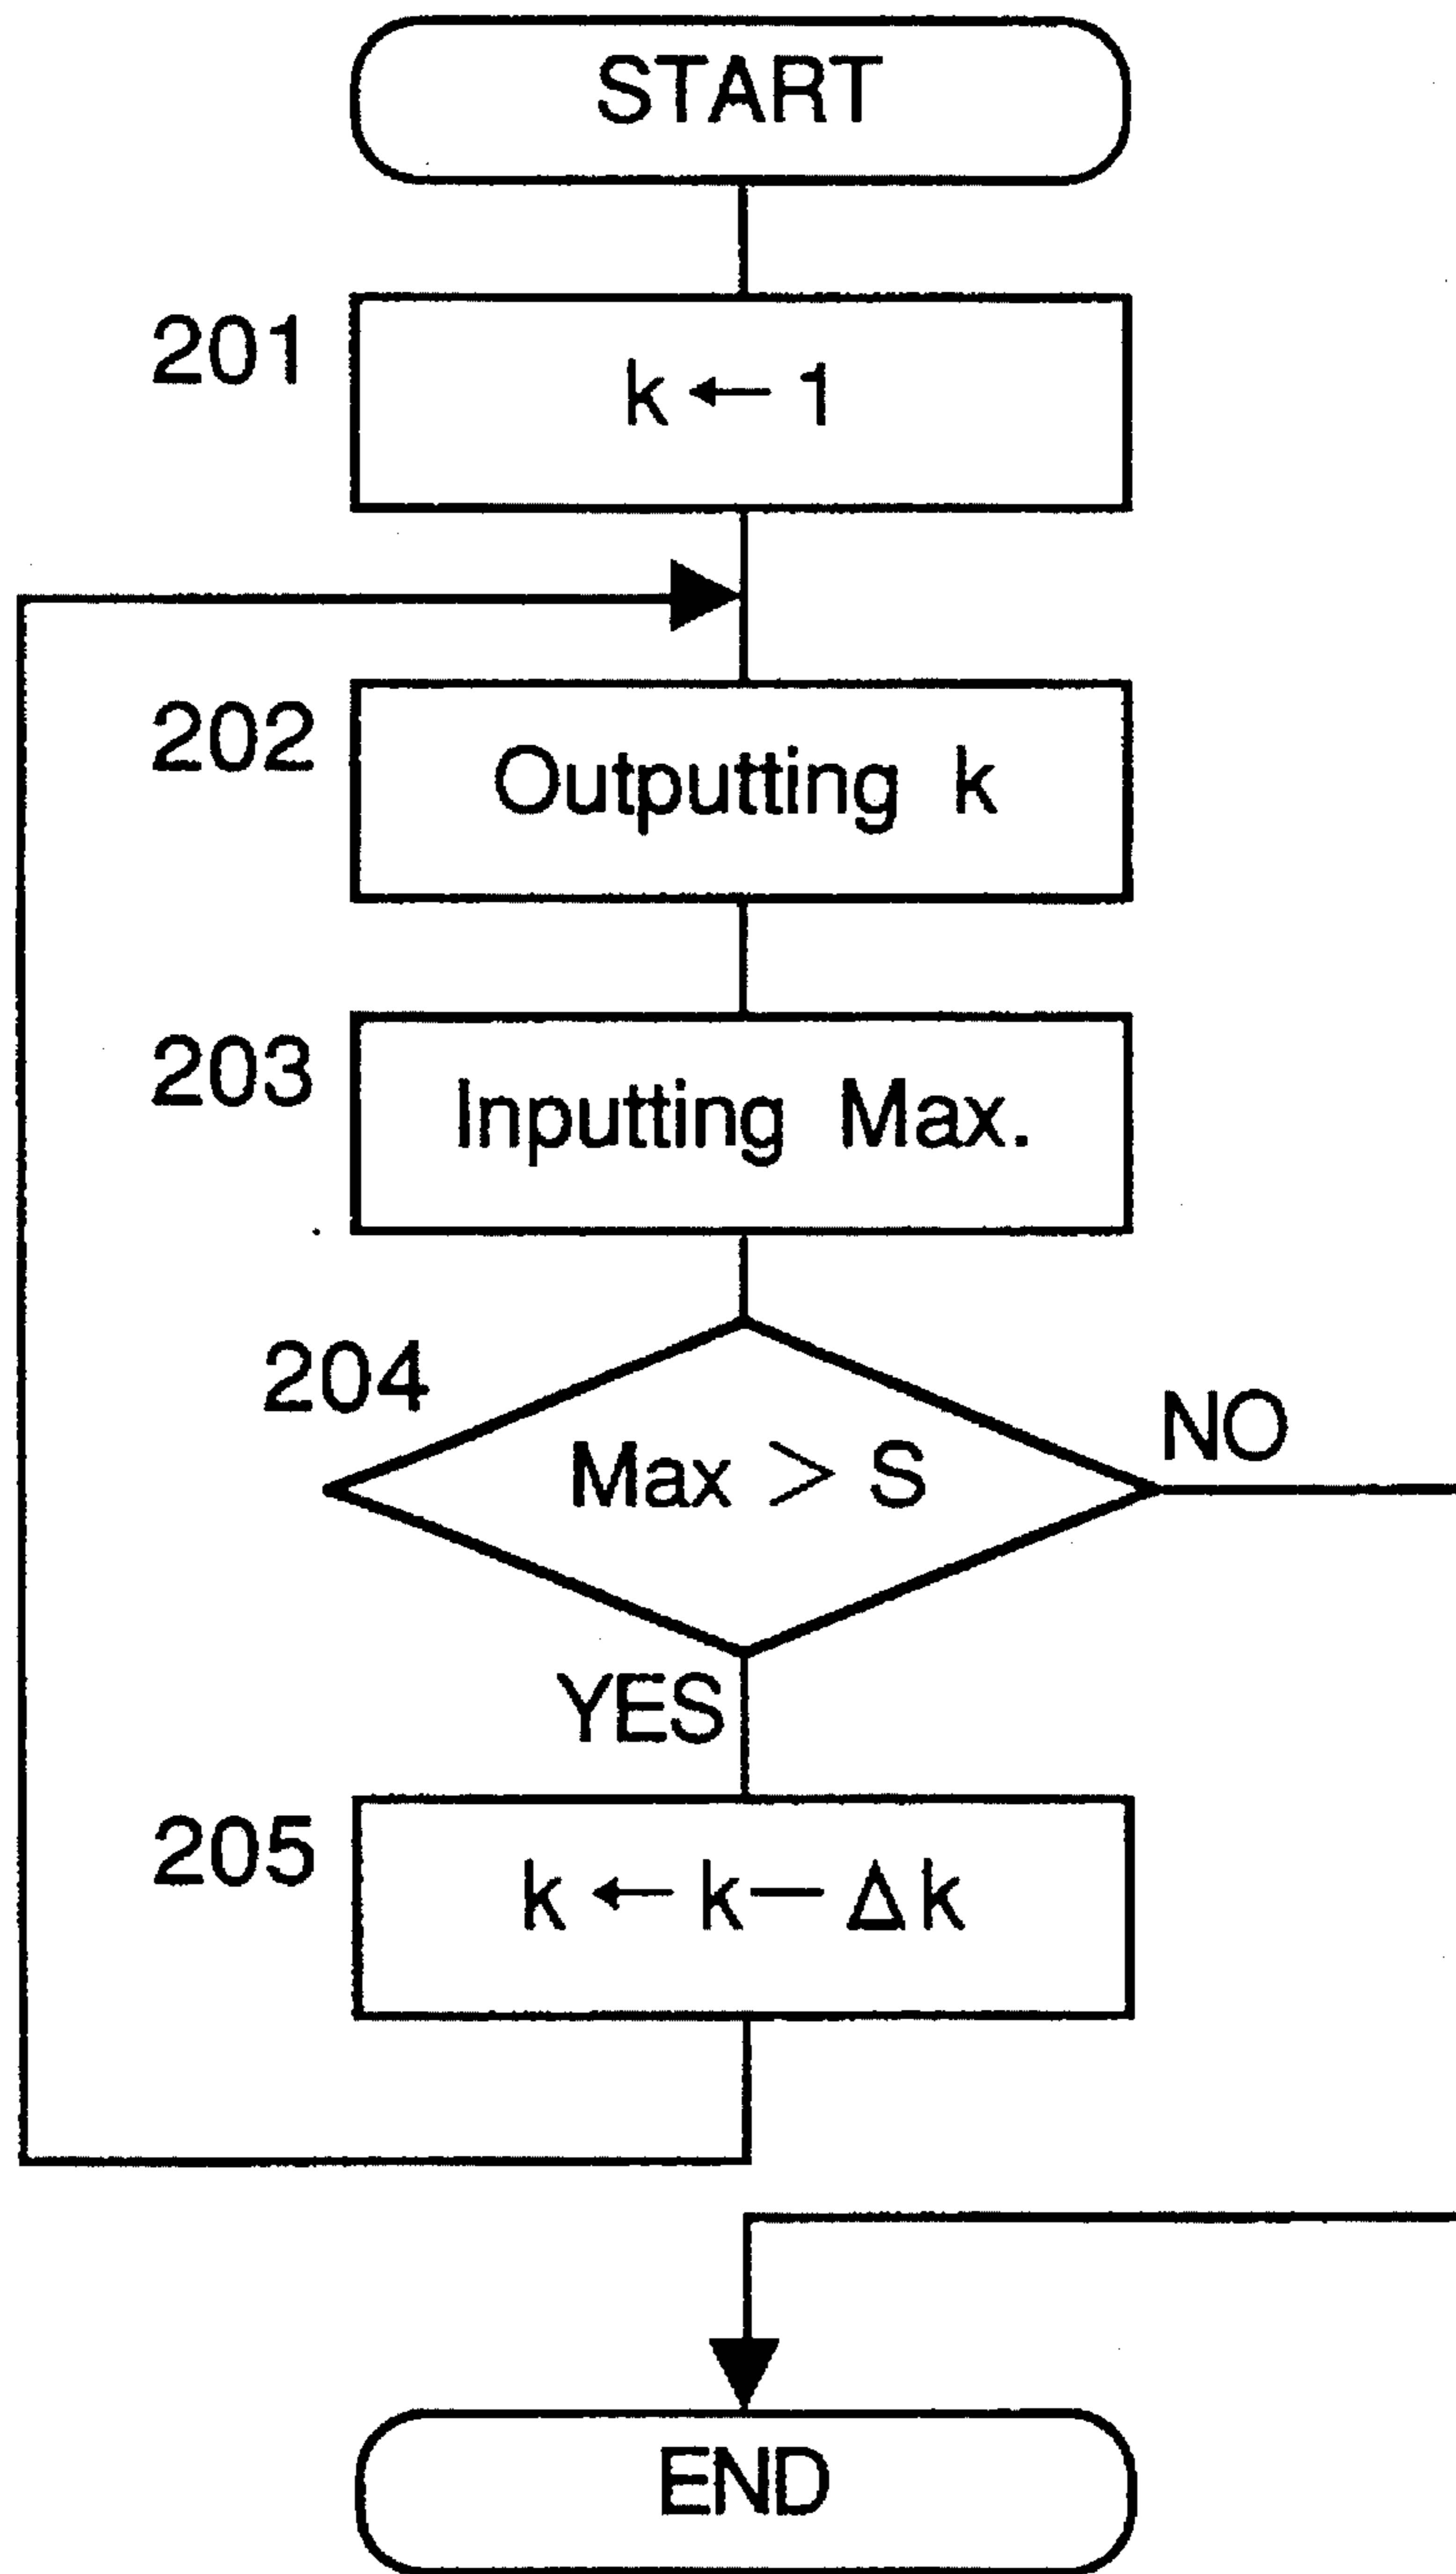 START
201
k ← 1
202
Outputting k
203
Inputting Max.
204
Max > S
NO
YES
205
k ← k — Δk
END